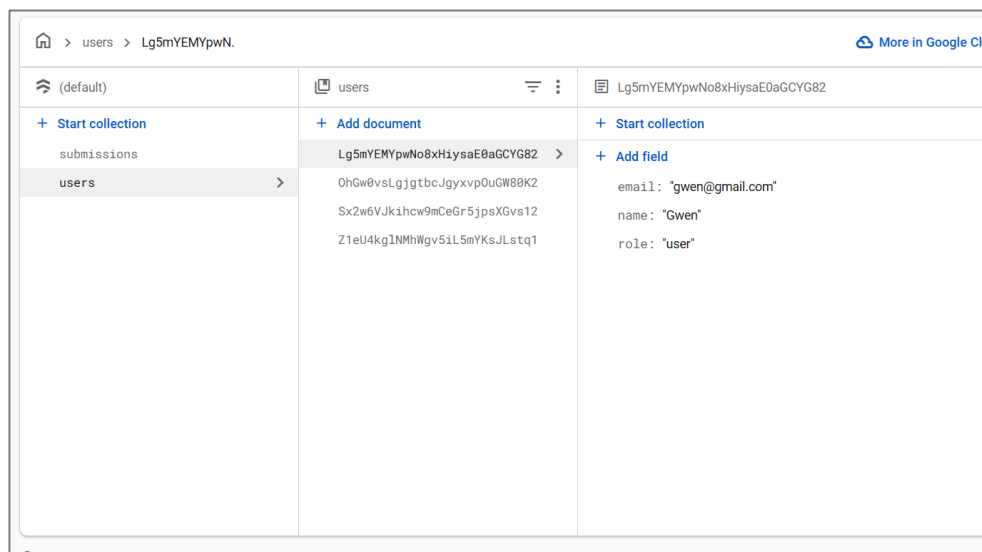 users > Lg5mYEMYpwN.
More in Google Cl
(default)
users
Lg5mYEMYpwNo8xHiysaE0aGCYG82
+ Start collection
+ Add document
+ Start collection
submissions
Lg5mYEMYpwNo8xHiysaE0aGCYG82
+ Add field
users
OhGw0vsLgjgtbcJgyxvpOuGW80K2
email: "gwen@gmail.com"
Sx2w6VJkihcw9mCeGr5jpsXGvs12
name: "Gwen"
Z1eU4kglNMhWgv5iL5mYKsJLstq1
role: "user"